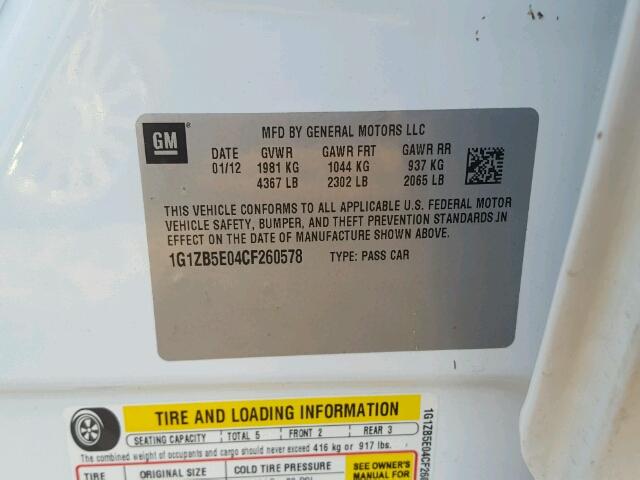 GM
MFD BY GENERAL MOTORS LLC
DATE GVWR GAWR FRT GAWR RR
01/12 1981 KG 1044 KG 937 KG
4367 LB 2302 LB 2065 LB
THIS VEHICLE CONFORMS TO ALL APPLICABLE U.S. FEDERAL MOTOR
VEHICLE SAFETY, BUMPER, AND THEFT PREVENTION STANDARDS IN
EFFECT ON THE DATE OF MANUFACTURE SHOWN ABOVE.
1G1ZB5E04CF260578 TYPE: PASS CAR
TIRE AND LOADING INFORMATION
SEATING CAPACITY TOTAL 5 FRONT 2 REAR 3
The combined weight of occupants and cargo should never exceed 416 kg or 917 lbs.
TIRE ORIGINAL SIZE COLD TIRE PRESSURE
SEE OWNER'S
MANUAL FOR
1G1ZB5E04CF260